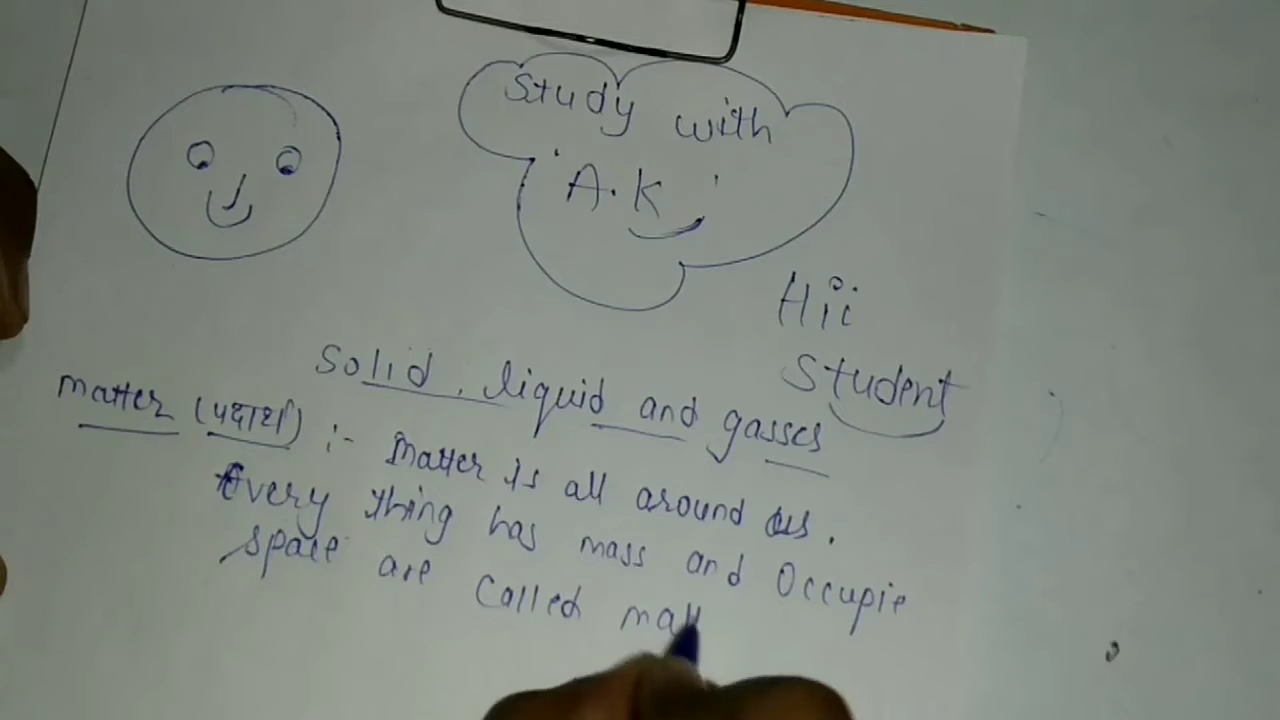 Study with
"A.K"
Hii
Student
Solid, liquid and gasses
Matter (पदार्थ) :- Matter is all around us.
Every thing has mass and Occupie
space are Called matt